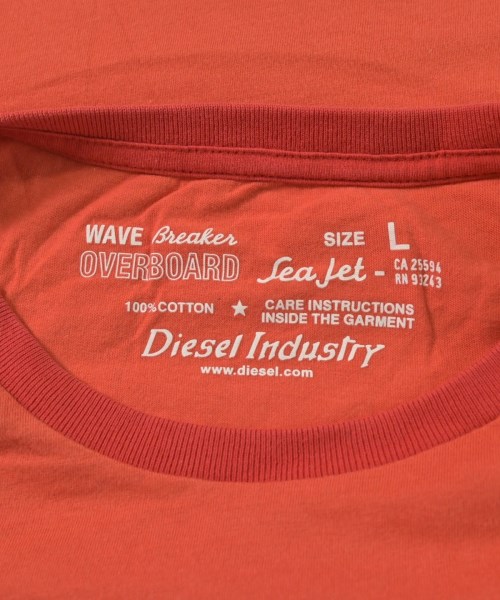 WAVE Breaker SIZE L
OVERBOARD Sea Jet - CA 25594
RN 93243
100% COTTON ★ CARE INSTRUCTIONS
INSIDE THE GARMENT
Diesel Industry
www.diesel.com